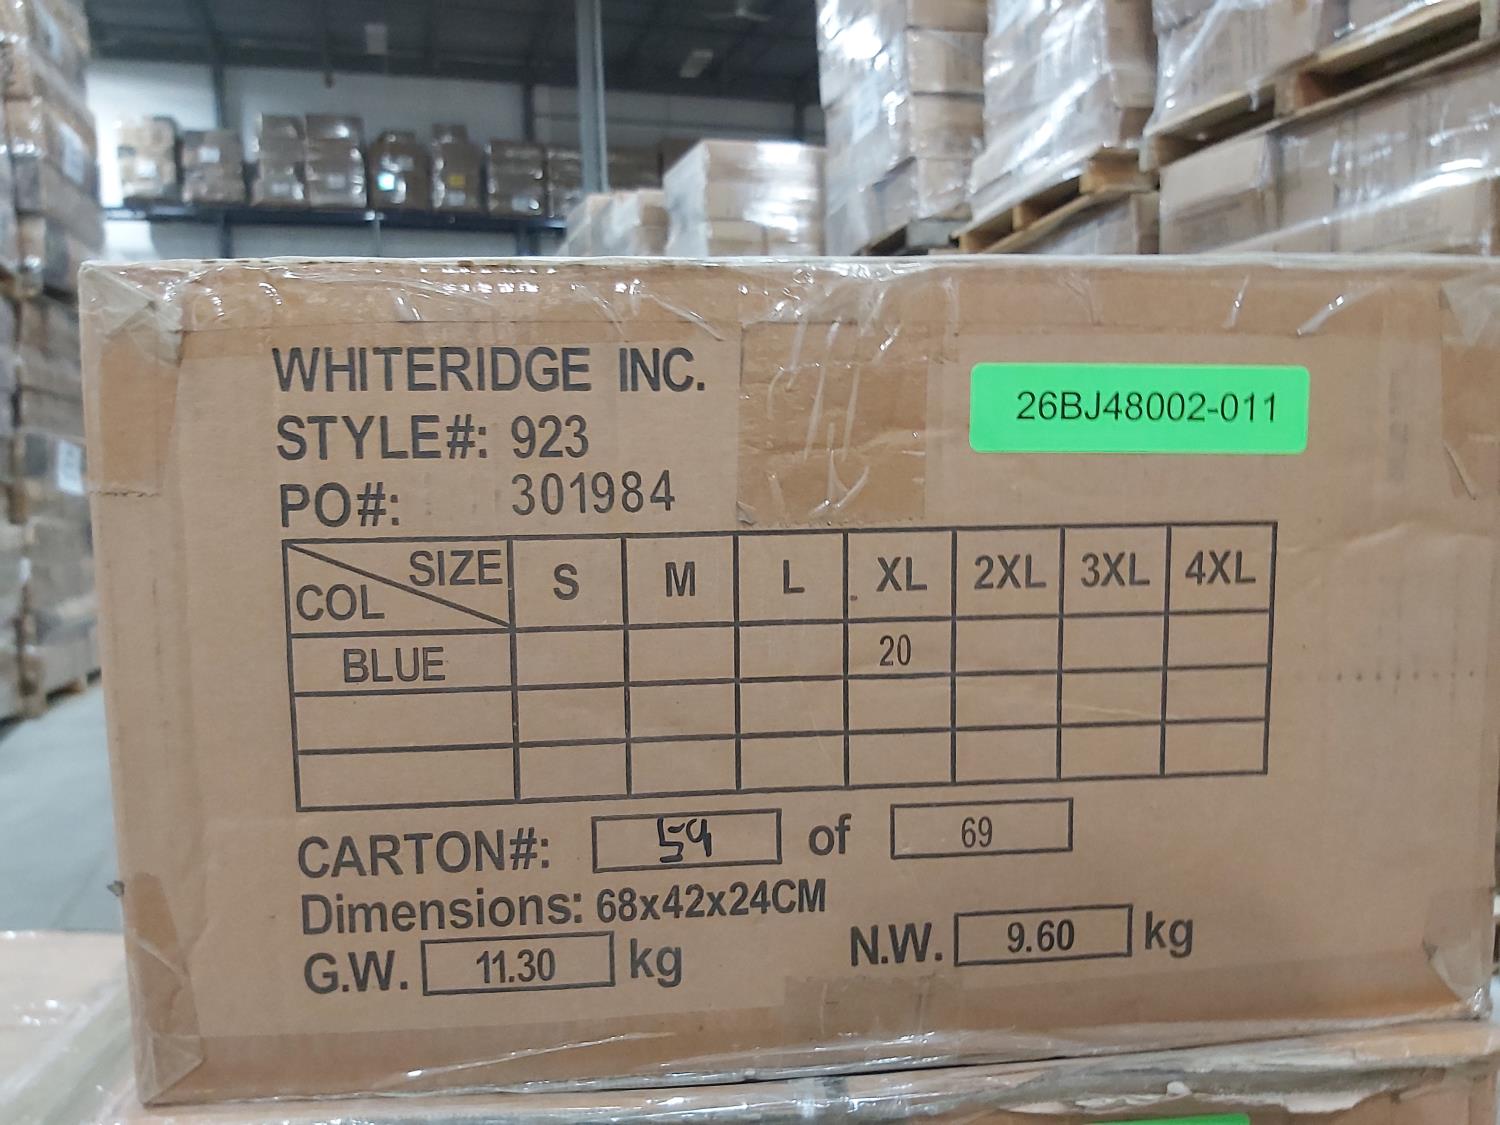 WHITERIDGE INC.
26BJ48002-011
STYLE#: 923
PO#: 301984
SIZE S M L XL 2XL 3XL 4XL
COL
BLUE 20
CARTON#: 59 of 69
Dimensions: 68x42x24CM
G.W. 11.30 kg N.W. 9.60 kg